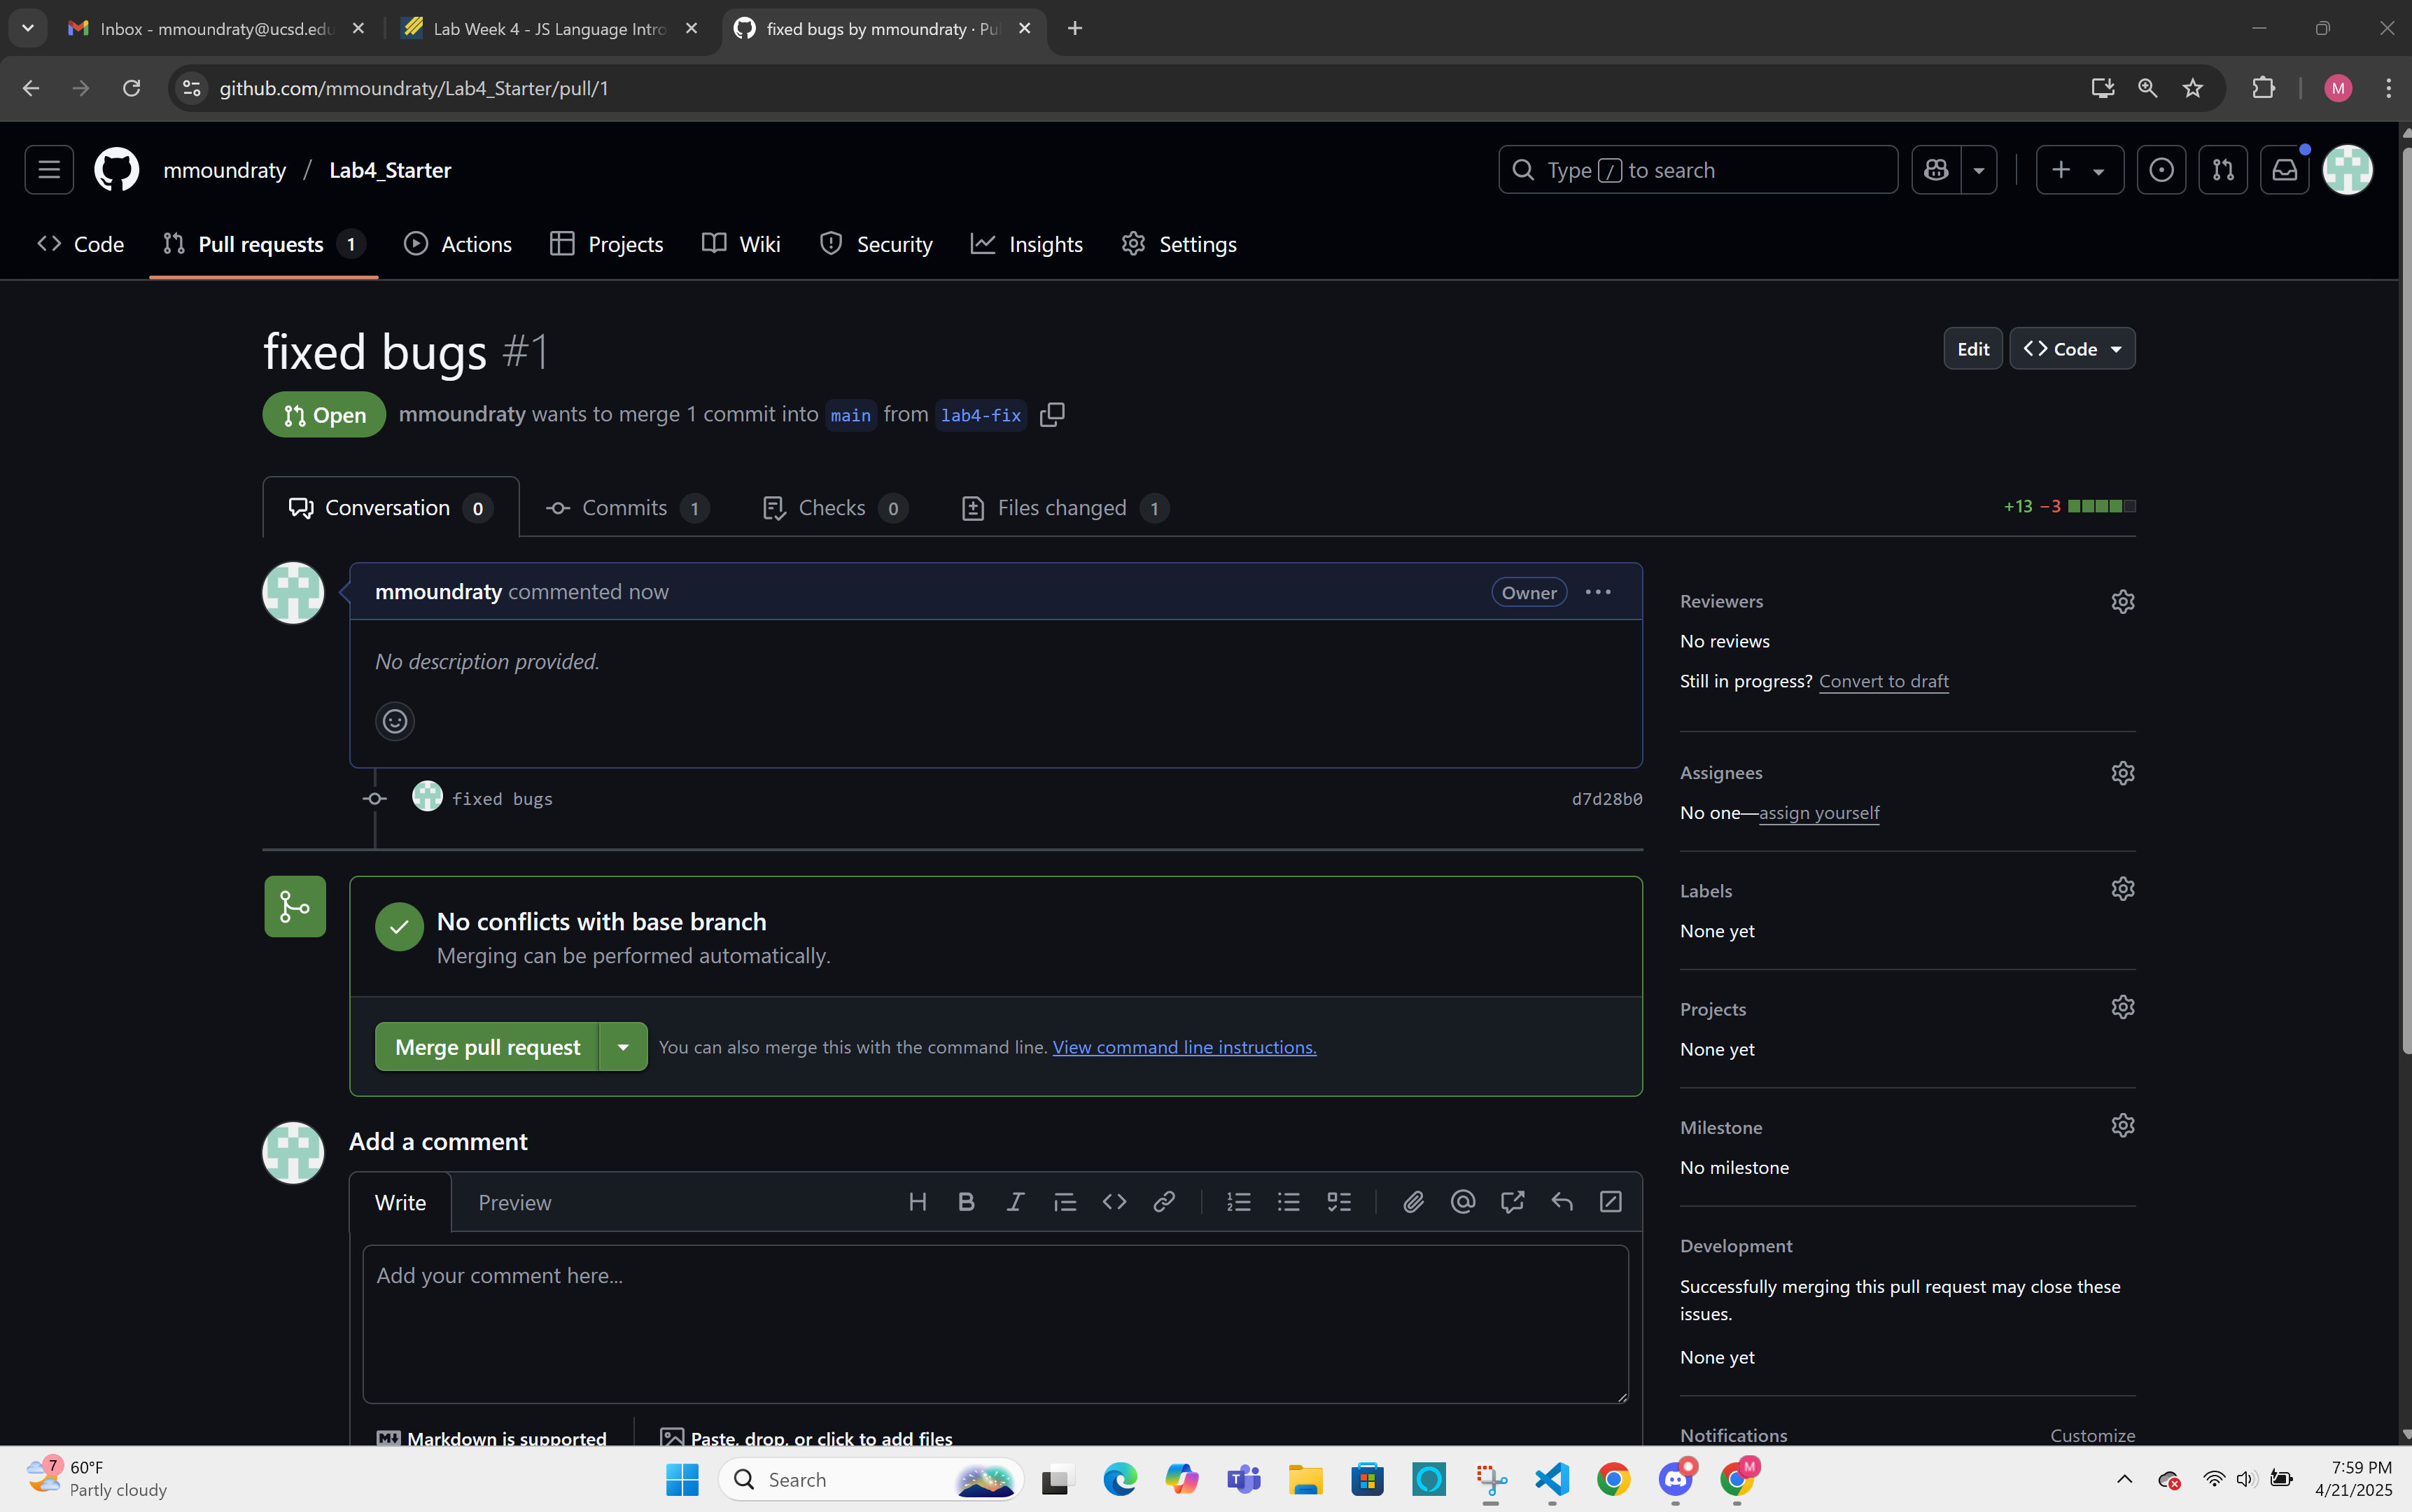 Inbox - mmoundraty@ucsd.edu
Lab Week 4 - JS Language Intro
fixed bugs by mmoundraty · Pu
github.com/mmoundraty/Lab4_Starter/pull/1
M
mmoundraty / Lab4_Starter
Type / to search
Code
Pull requests 1
Actions
Projects
Wiki
Security
Insights
Settings
fixed bugs #1
Edit
Code
Open
mmoundraty wants to merge 1 commit into main from lab4-fix
Conversation 0
Commits 1
Checks 0
Files changed 1
+13 −3
mmoundraty commented now
Owner
No description provided.
fixed bugs
d7d28b0
No conflicts with base branch
Merging can be performed automatically.
Merge pull request
You can also merge this with the command line. View command line instructions.
Add a comment
Write
Preview
Add your comment here...
Markdown is supported
Paste, drop, or click to add files
Reviewers
No reviews
Still in progress? Convert to draft
Assignees
No one—assign yourself
Labels
None yet
Projects
None yet
Milestone
No milestone
Development
Successfully merging this pull request may close these
issues.
None yet
Notifications
Customize
7
60°F
Partly cloudy
Search
M
7:59 PM
4/21/2025